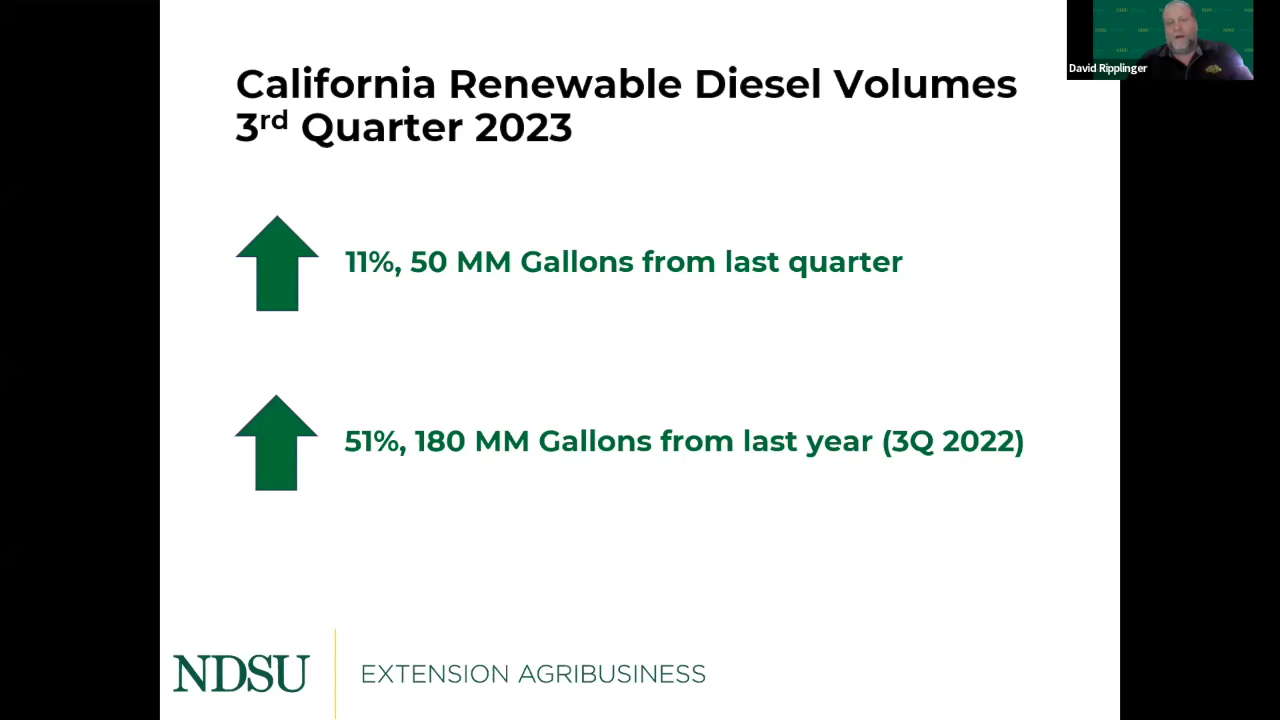 California Renewable Diesel Volumes
3rd Quarter 2023
David Ripplinger
11%, 50 MM Gallons from last quarter
51%, 180 MM Gallons from last year (3Q 2022)
NDSU
EXTENSION AGRIBUSINESS